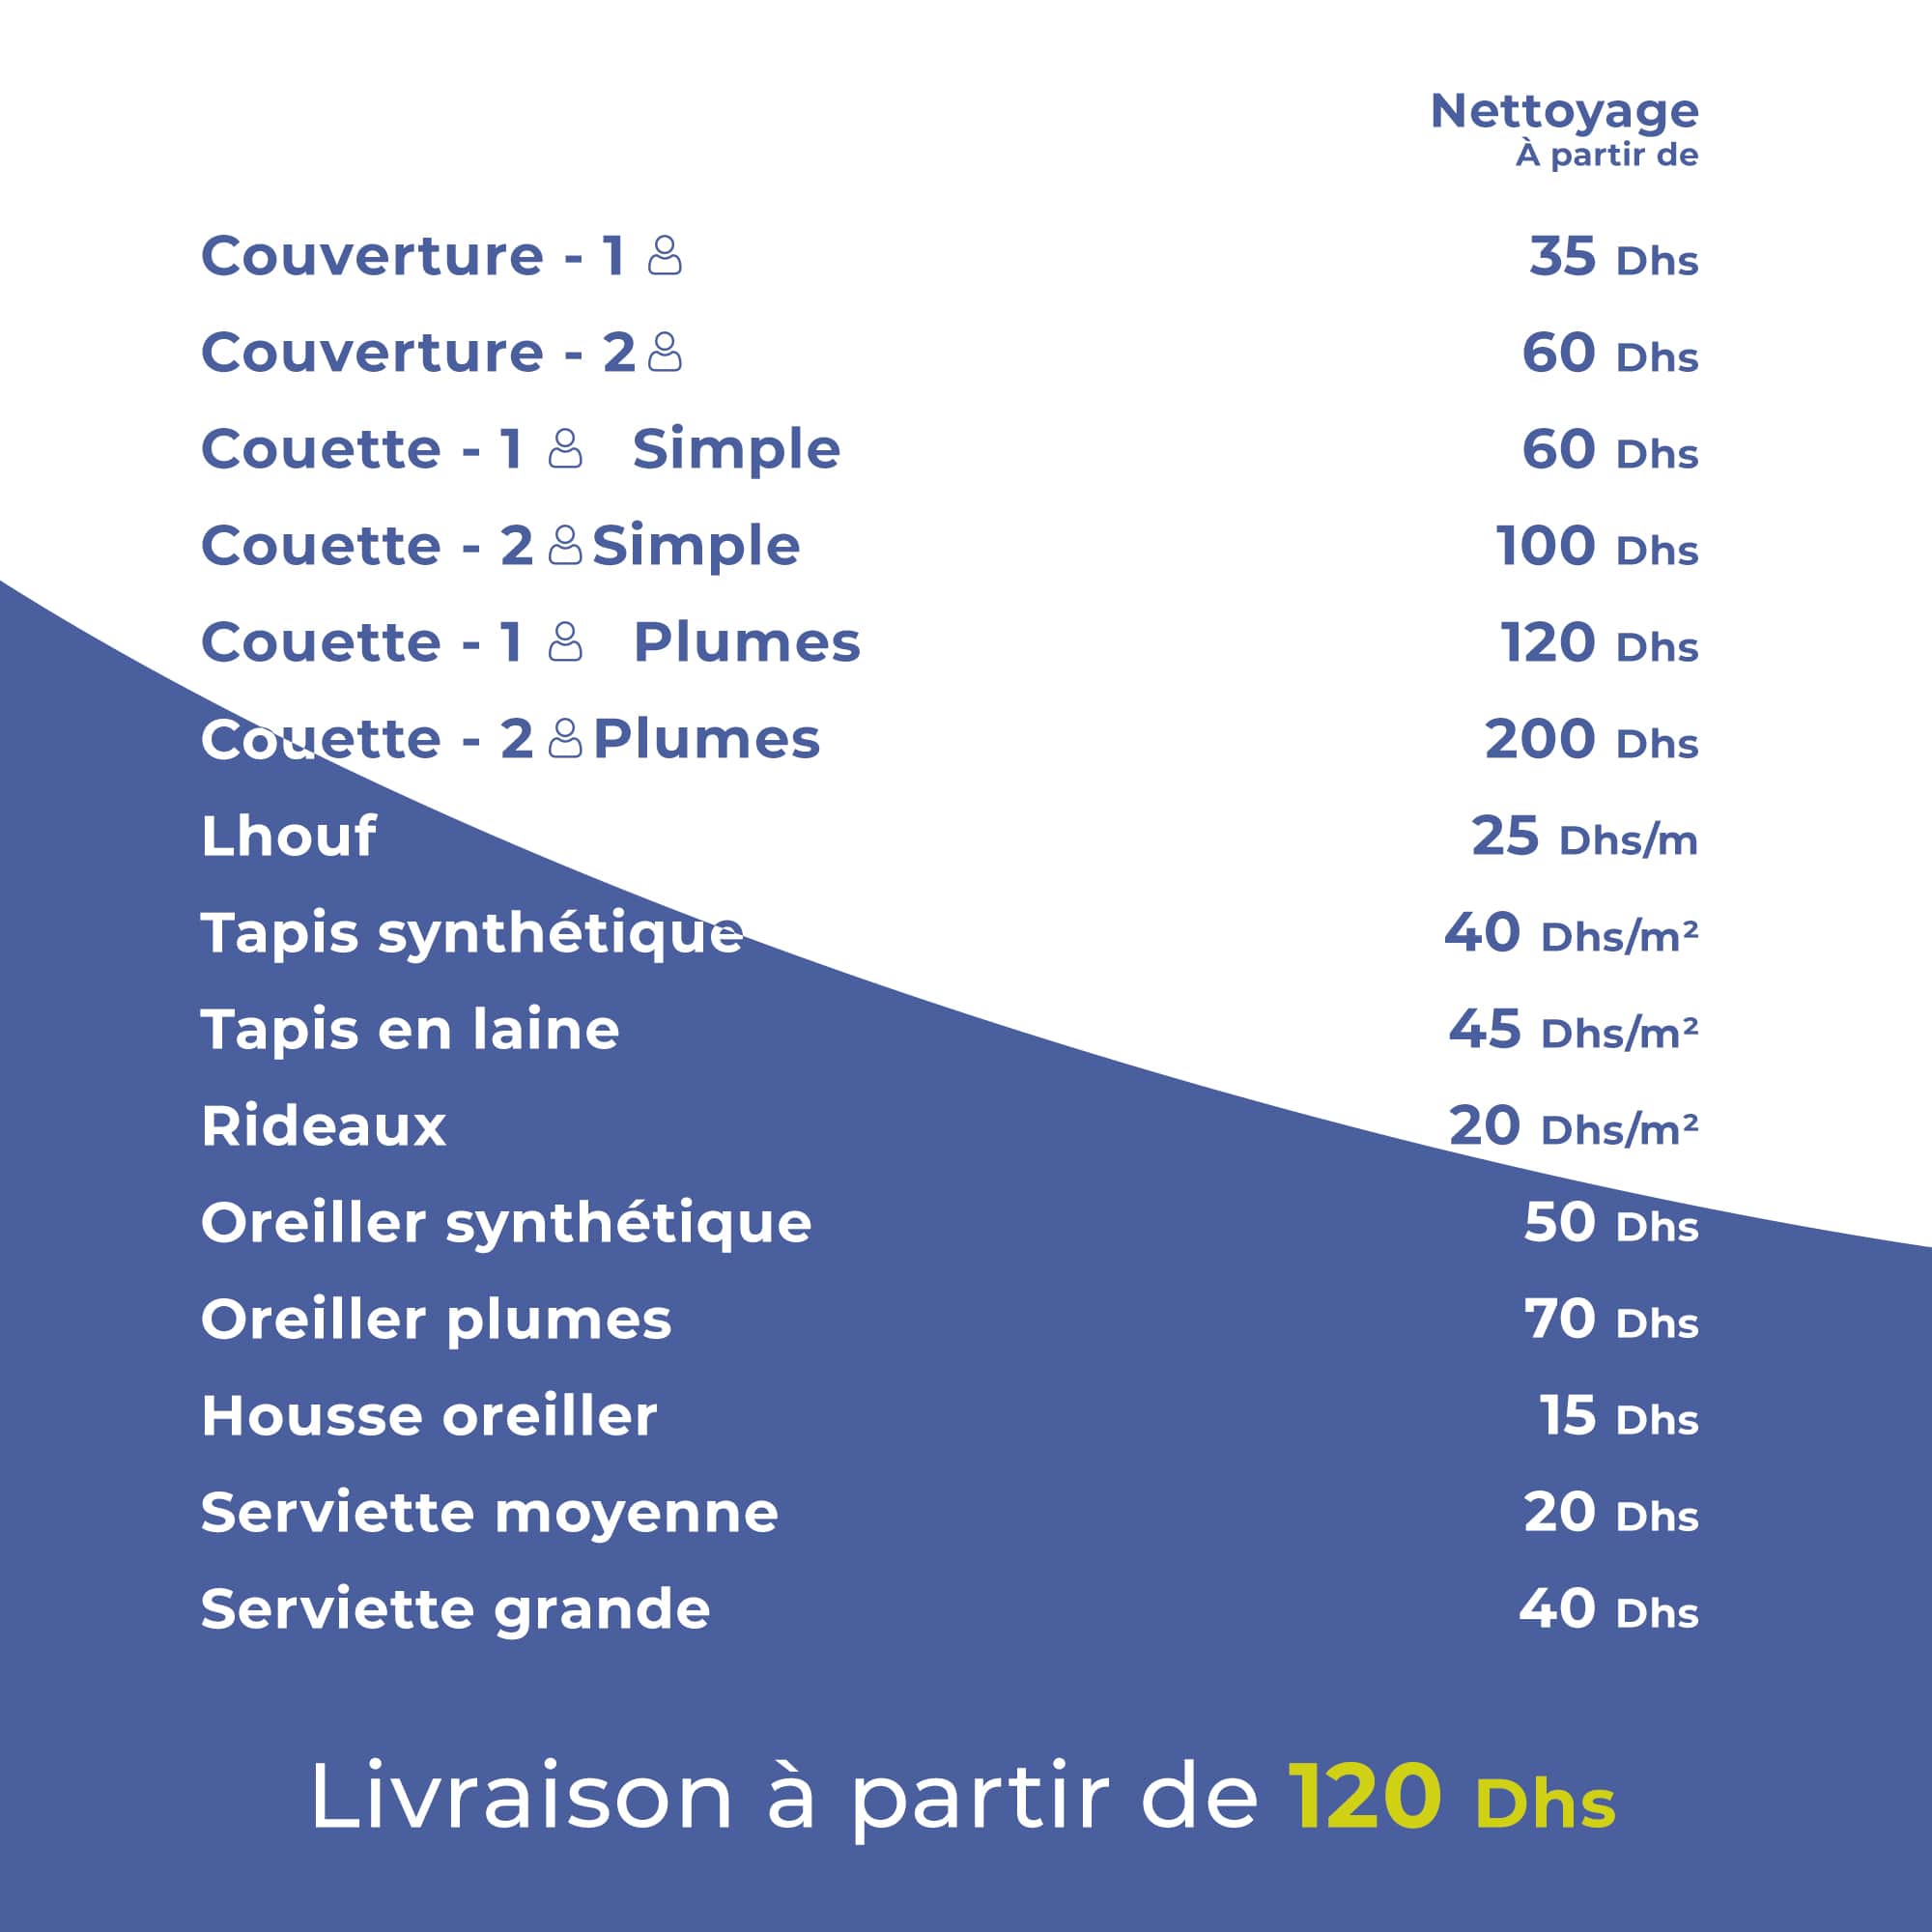 Nettoyage
À partir de
Couverture - 1 35 Dhs
Couverture - 2 60 Dhs
Couette - 1 Simple 60 Dhs
Couette - 2 Simple 100 Dhs
Couette - 1 Plumes 120 Dhs
Couette - 2 Plumes 200 Dhs
Lhouf 25 Dhs/m
Tapis synthétique 40 Dhs/m²
Tapis en laine 45 Dhs/m²
Rideaux 20 Dhs/m²
Oreiller synthétique 50 Dhs
Oreiller plumes 70 Dhs
Housse oreiller 15 Dhs
Serviette moyenne 20 Dhs
Serviette grande 40 Dhs
Livraison à partir de 120 Dhs